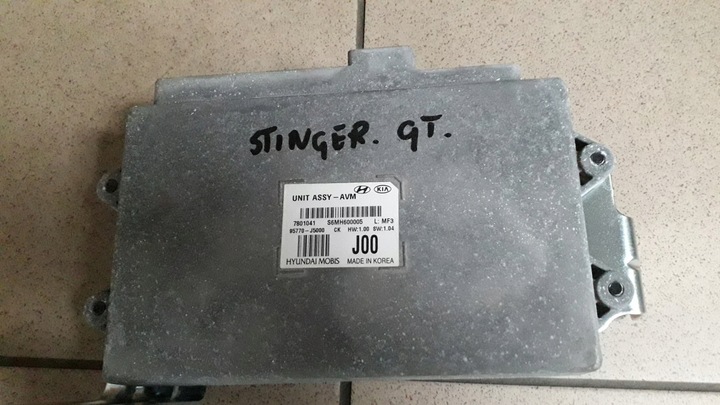 STINGER. GT.
UNIT ASSY-AVM KIA
7801041 S6MH600005 L: MF3
95770-J5000 CK HW:1.00 SW:1.04
J00
HYUNDAI MOBIS MADE IN KOREA